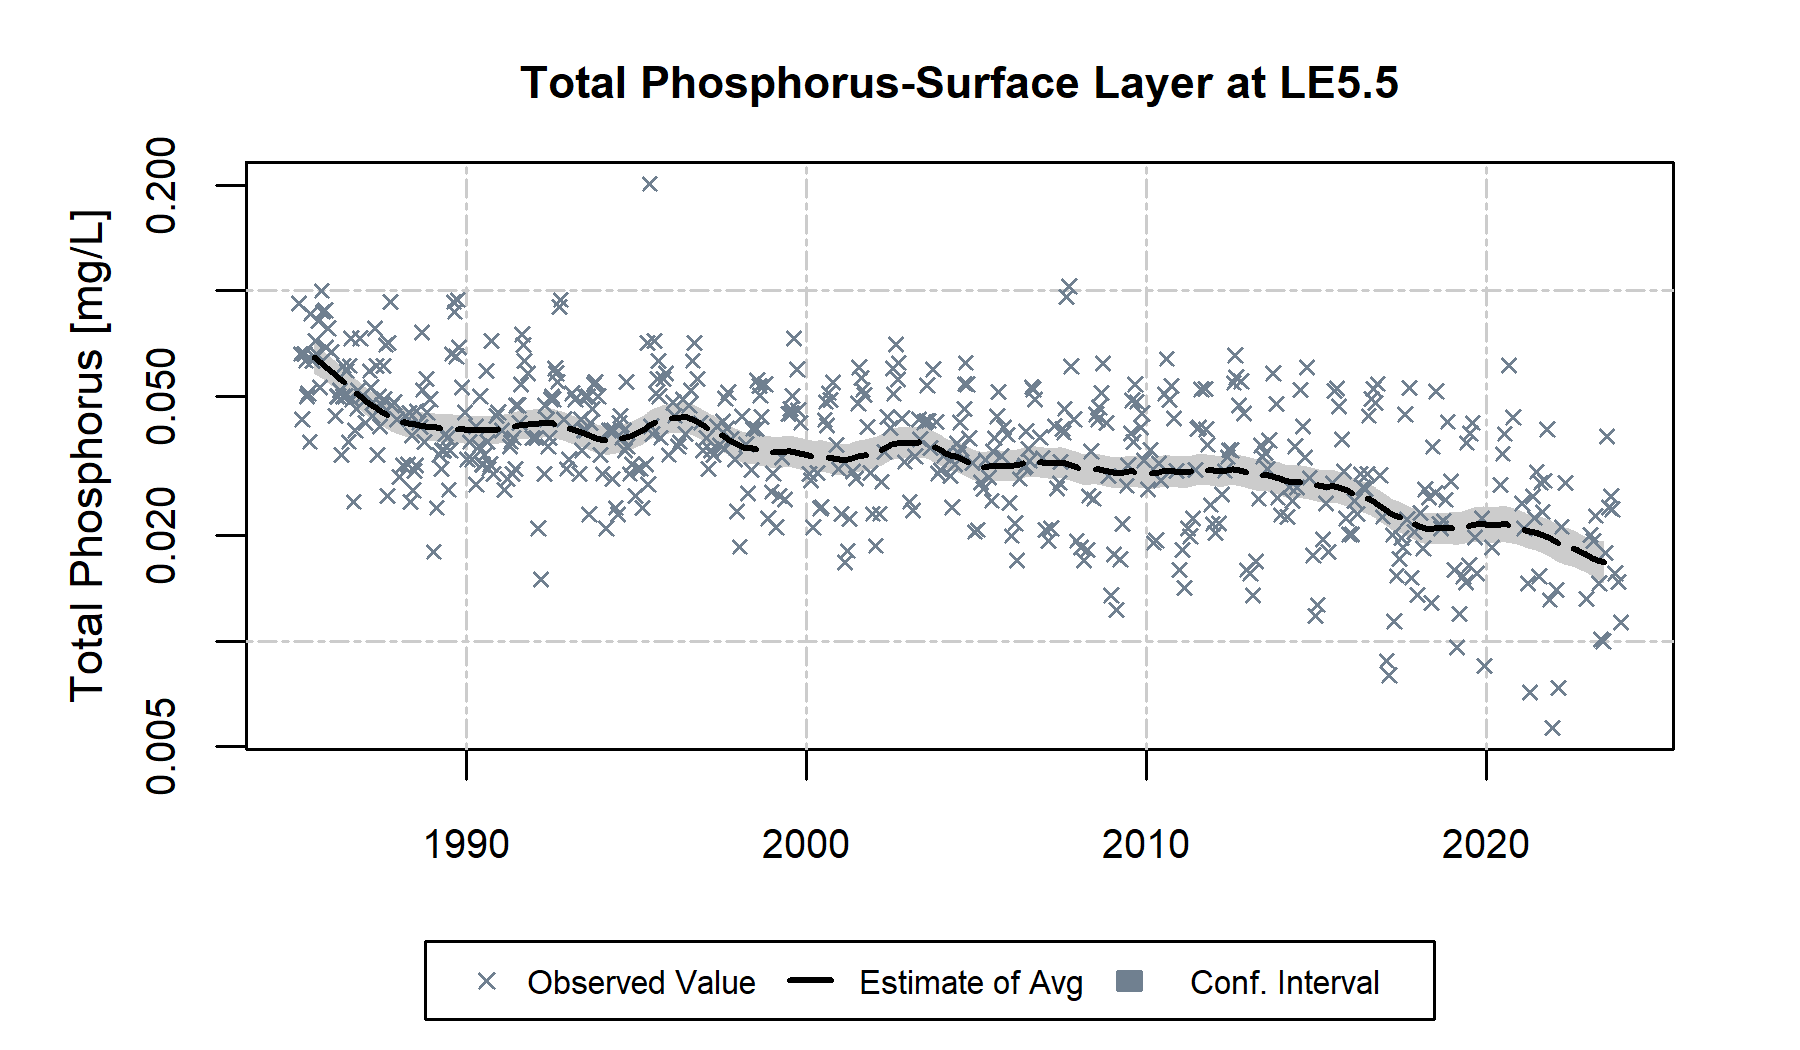 Total Phosphorus-Surface Layer at LE5.5
Total Phosphorus [mg/L]
0.200
0.050
0.020
0.005
1990 2000 2010 2020
Observed Value Estimate of Avg Conf. Interval